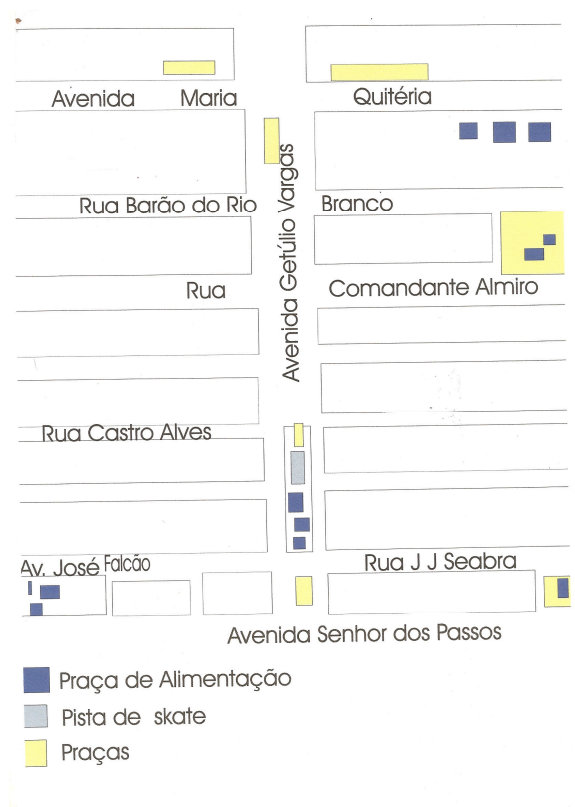 Avenida Maria Quitéria
Avenida Getúlio Vargas
Rua Barão do Rio Branco
Rua Comandante Almiro
Rua Castro Alves
Av. José Falcão
Rua J J Seabra
Avenida Senhor dos Passos
Praça de Alimentação
Pista de skate
Praças